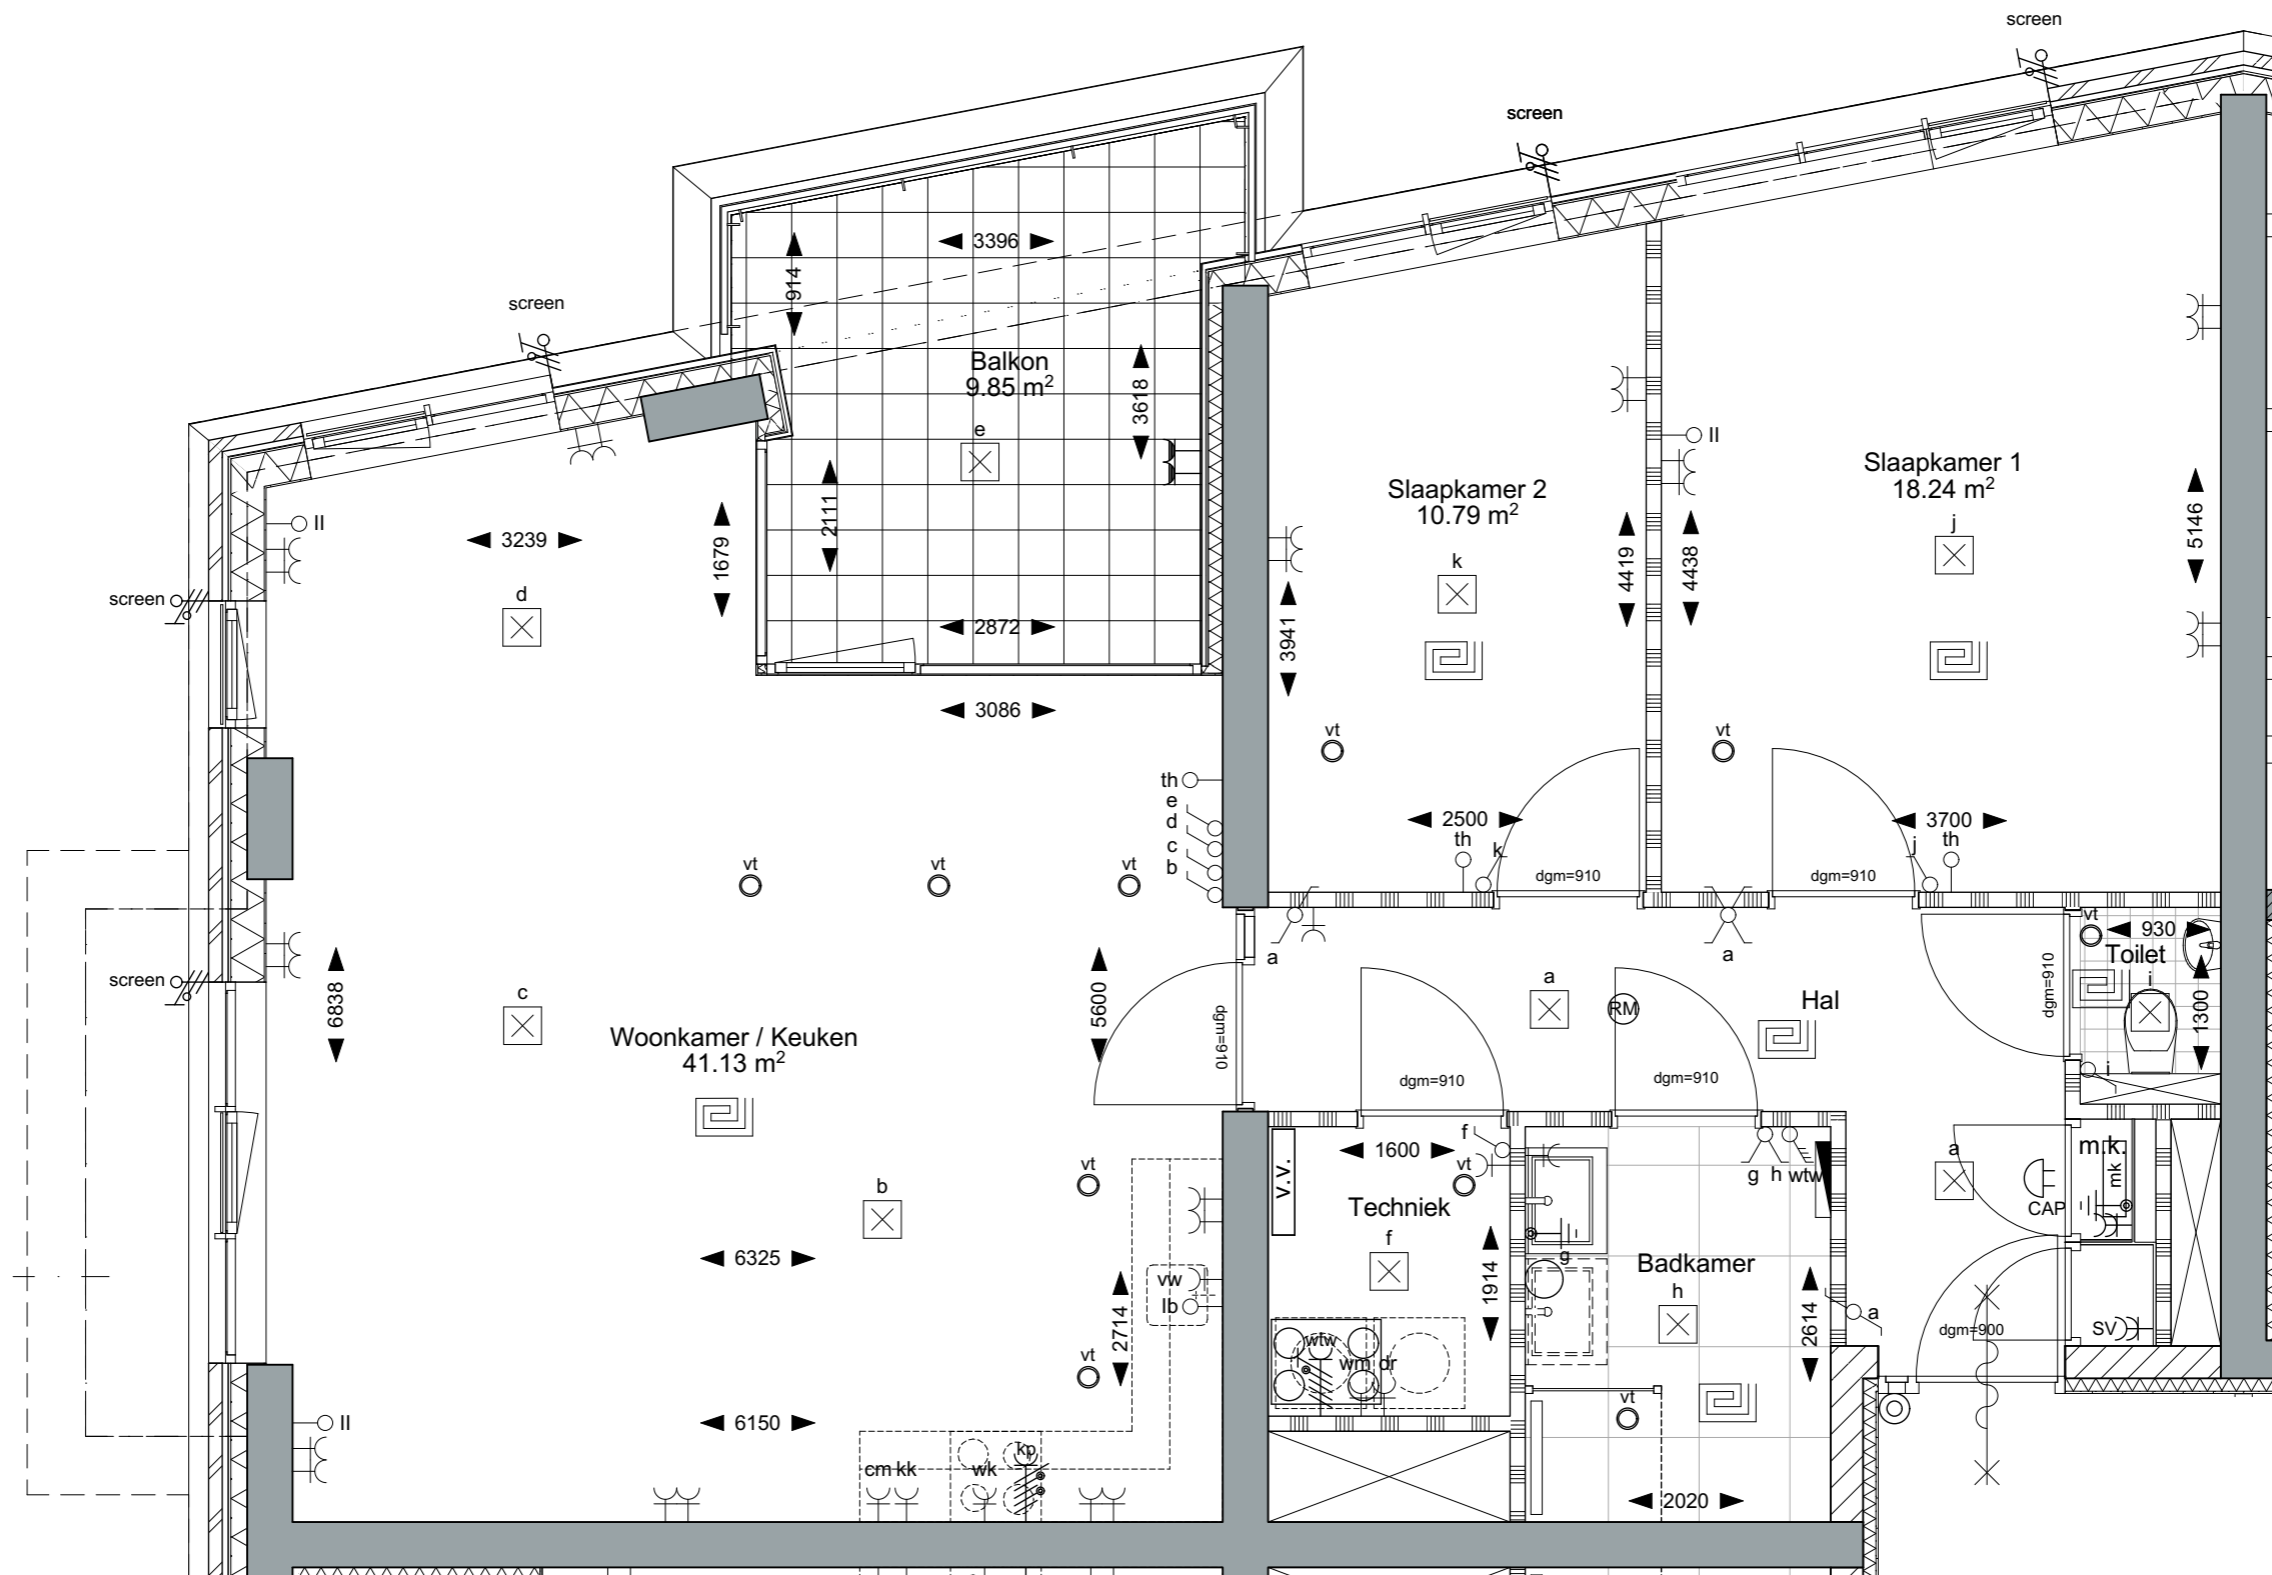 screen
screen
screen
3396
914
Balkon
9.85 m²
e
3618
2111
1679
2872
3086
3239
d
ll
screen
screen
Slaapkamer 2
10.79 m²
k
4419
3941
vt
2500
th
k
dgm=910
ll
Slaapkamer 1
18.24 m²
j
4438
5146
vt
3700
j
th
dgm=910
th
e
d
c
b
vt
vt
vt
6838
c
Woonkamer / Keuken
41.13 m²
5600
dgm=910
a
a
a
RM
Hal
dgm=910
dgm=910
dgm=910
vt
930
Toilet
i
1300
i
b
vt
6325
vw
lb
2714
vt
6150
ll
cm kk
wk
kp
v.v.
1600
f
vt
Techniek
f
1914
wtw
wm dr
g
Badkamer
h
2614
g h wtw
vt
2020
a
m.k.
mk
CAP
a
dgm=900
SV